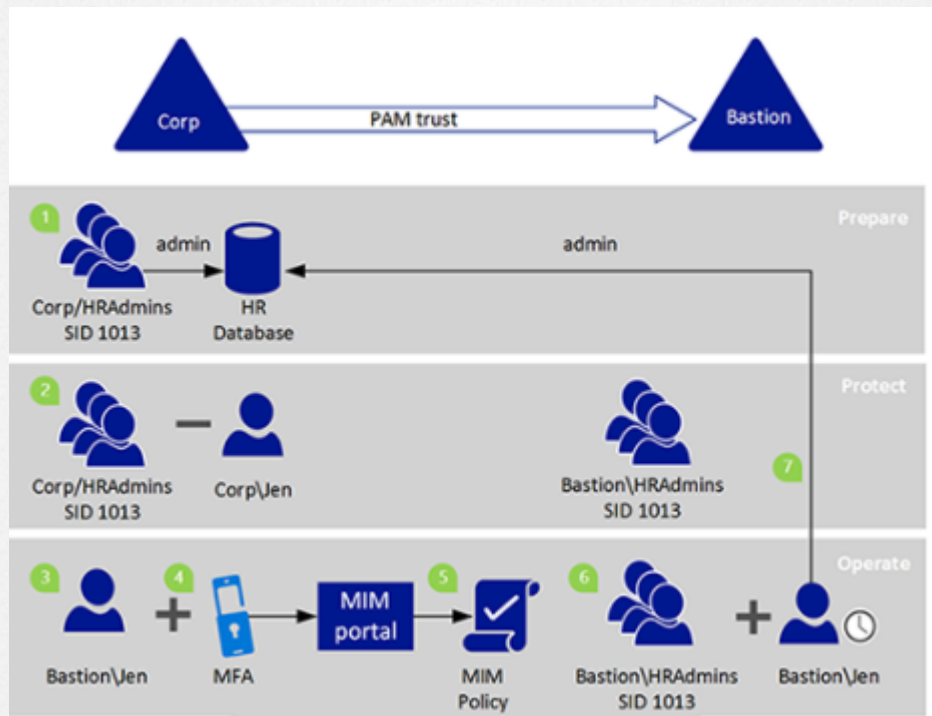 Corp
PAM trust
Bastion
Prepare
1
admin
admin
Corp/HRAdmins
SID 1013
HR
Database
Protect
2
Corp/HRAdmins
SID 1013
Corp\Jen
Bastion\HRAdmins
SID 1013
7
Operate
3
4
5
6
MIM
portal
Bastion\Jen
MFA
MIM
Policy
Bastion\HRAdmins
SID 1013
Bastion\Jen